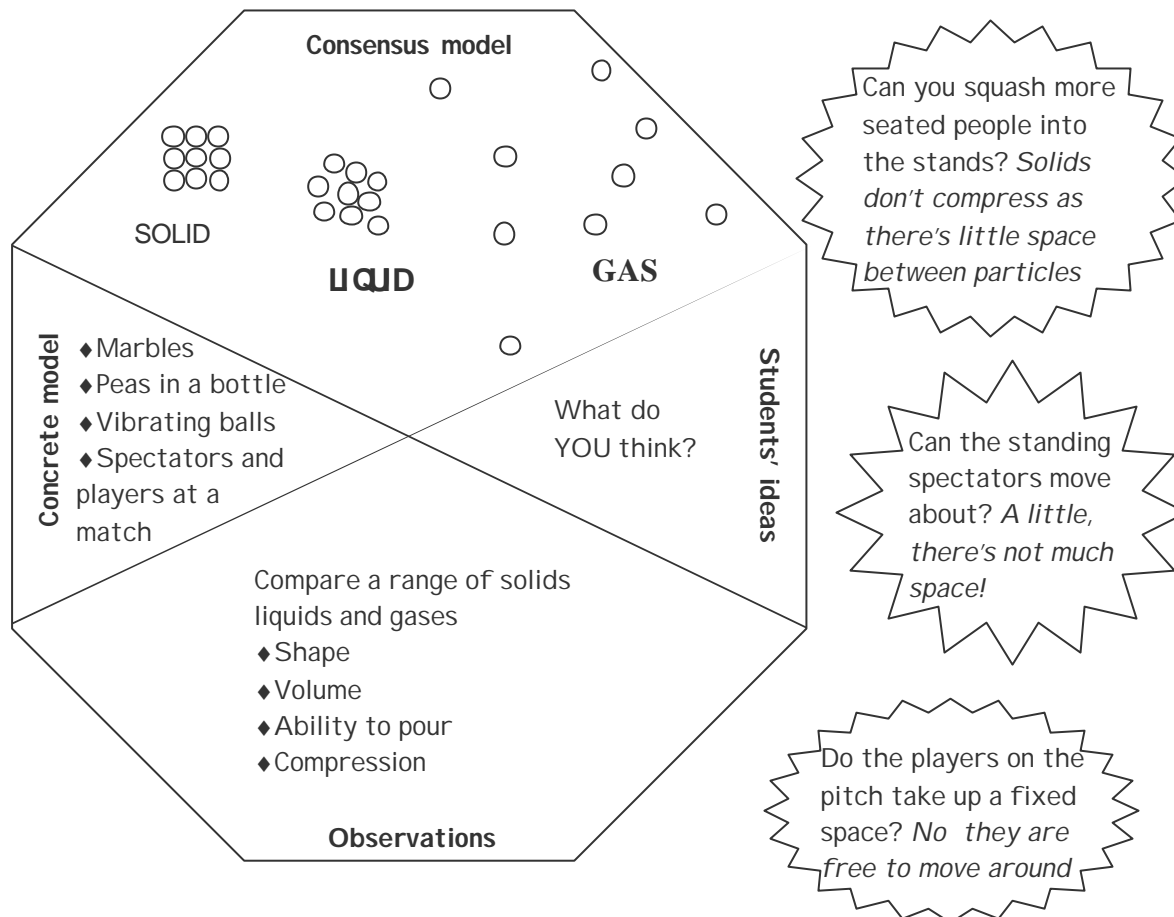 Consensus model
SOLID
LIQUID
GAS
Concrete model
♦Marbles
♦Peas in a bottle
♦Vibrating balls
♦Spectators and
players at a
match
What do
YOU think?
Students' ideas
Compare a range of solids
liquids and gases
♦Shape
♦Volume
♦Ability to pour
♦Compression
Observations
Can you squash more
seated people into
the stands? Solids
don't compress as
there's little space
between particles
Can the standing
spectators move
about? A little,
there's not much
space!
Do the players on the
pitch take up a fixed
space? No they are
free to move around